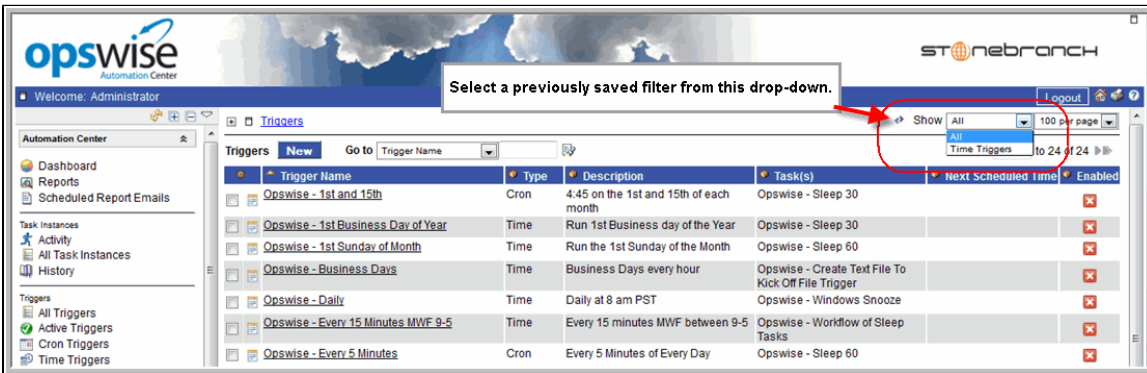 opswise
Automation Center
STONEBRANCH
Select a previously saved filter from this drop-down.
Welcome: Administrator
Logout
Automation Center
Dashboard
Reports
Scheduled Report Emails
Task Instances
Activity
All Task Instances
History
Triggers
All Triggers
Active Triggers
Cron Triggers
Time Triggers
Triggers
Show All 100 per page
All
Time Triggers
Triggers New Go to Trigger Name to 24 of 24
Trigger Name Type Description Task(s) Next Scheduled Time Enabled
Opswise - 1st and 15th Cron 4:45 on the 1st and 15th of each month Opswise - Sleep 30
Opswise - 1st Business Day of Year Time Run 1st Business day of the Year Opswise - Sleep 30
Opswise - 1st Sunday of Month Time Run the 1st Sunday of the Month Opswise - Sleep 60
Opswise - Business Days Time Business Days every hour Opswise - Create Text File To Kick Off File Trigger
Opswise - Daily Time Daily at 8 am PST Opswise - Windows Snooze
Opswise - Every 15 Minutes MWF 9-5 Time Every 15 minutes MWF between 9-5 Opswise - Workflow of Sleep Tasks
Opswise - Every 5 Minutes Cron Every 5 Minutes of Every Day Opswise - Sleep 60